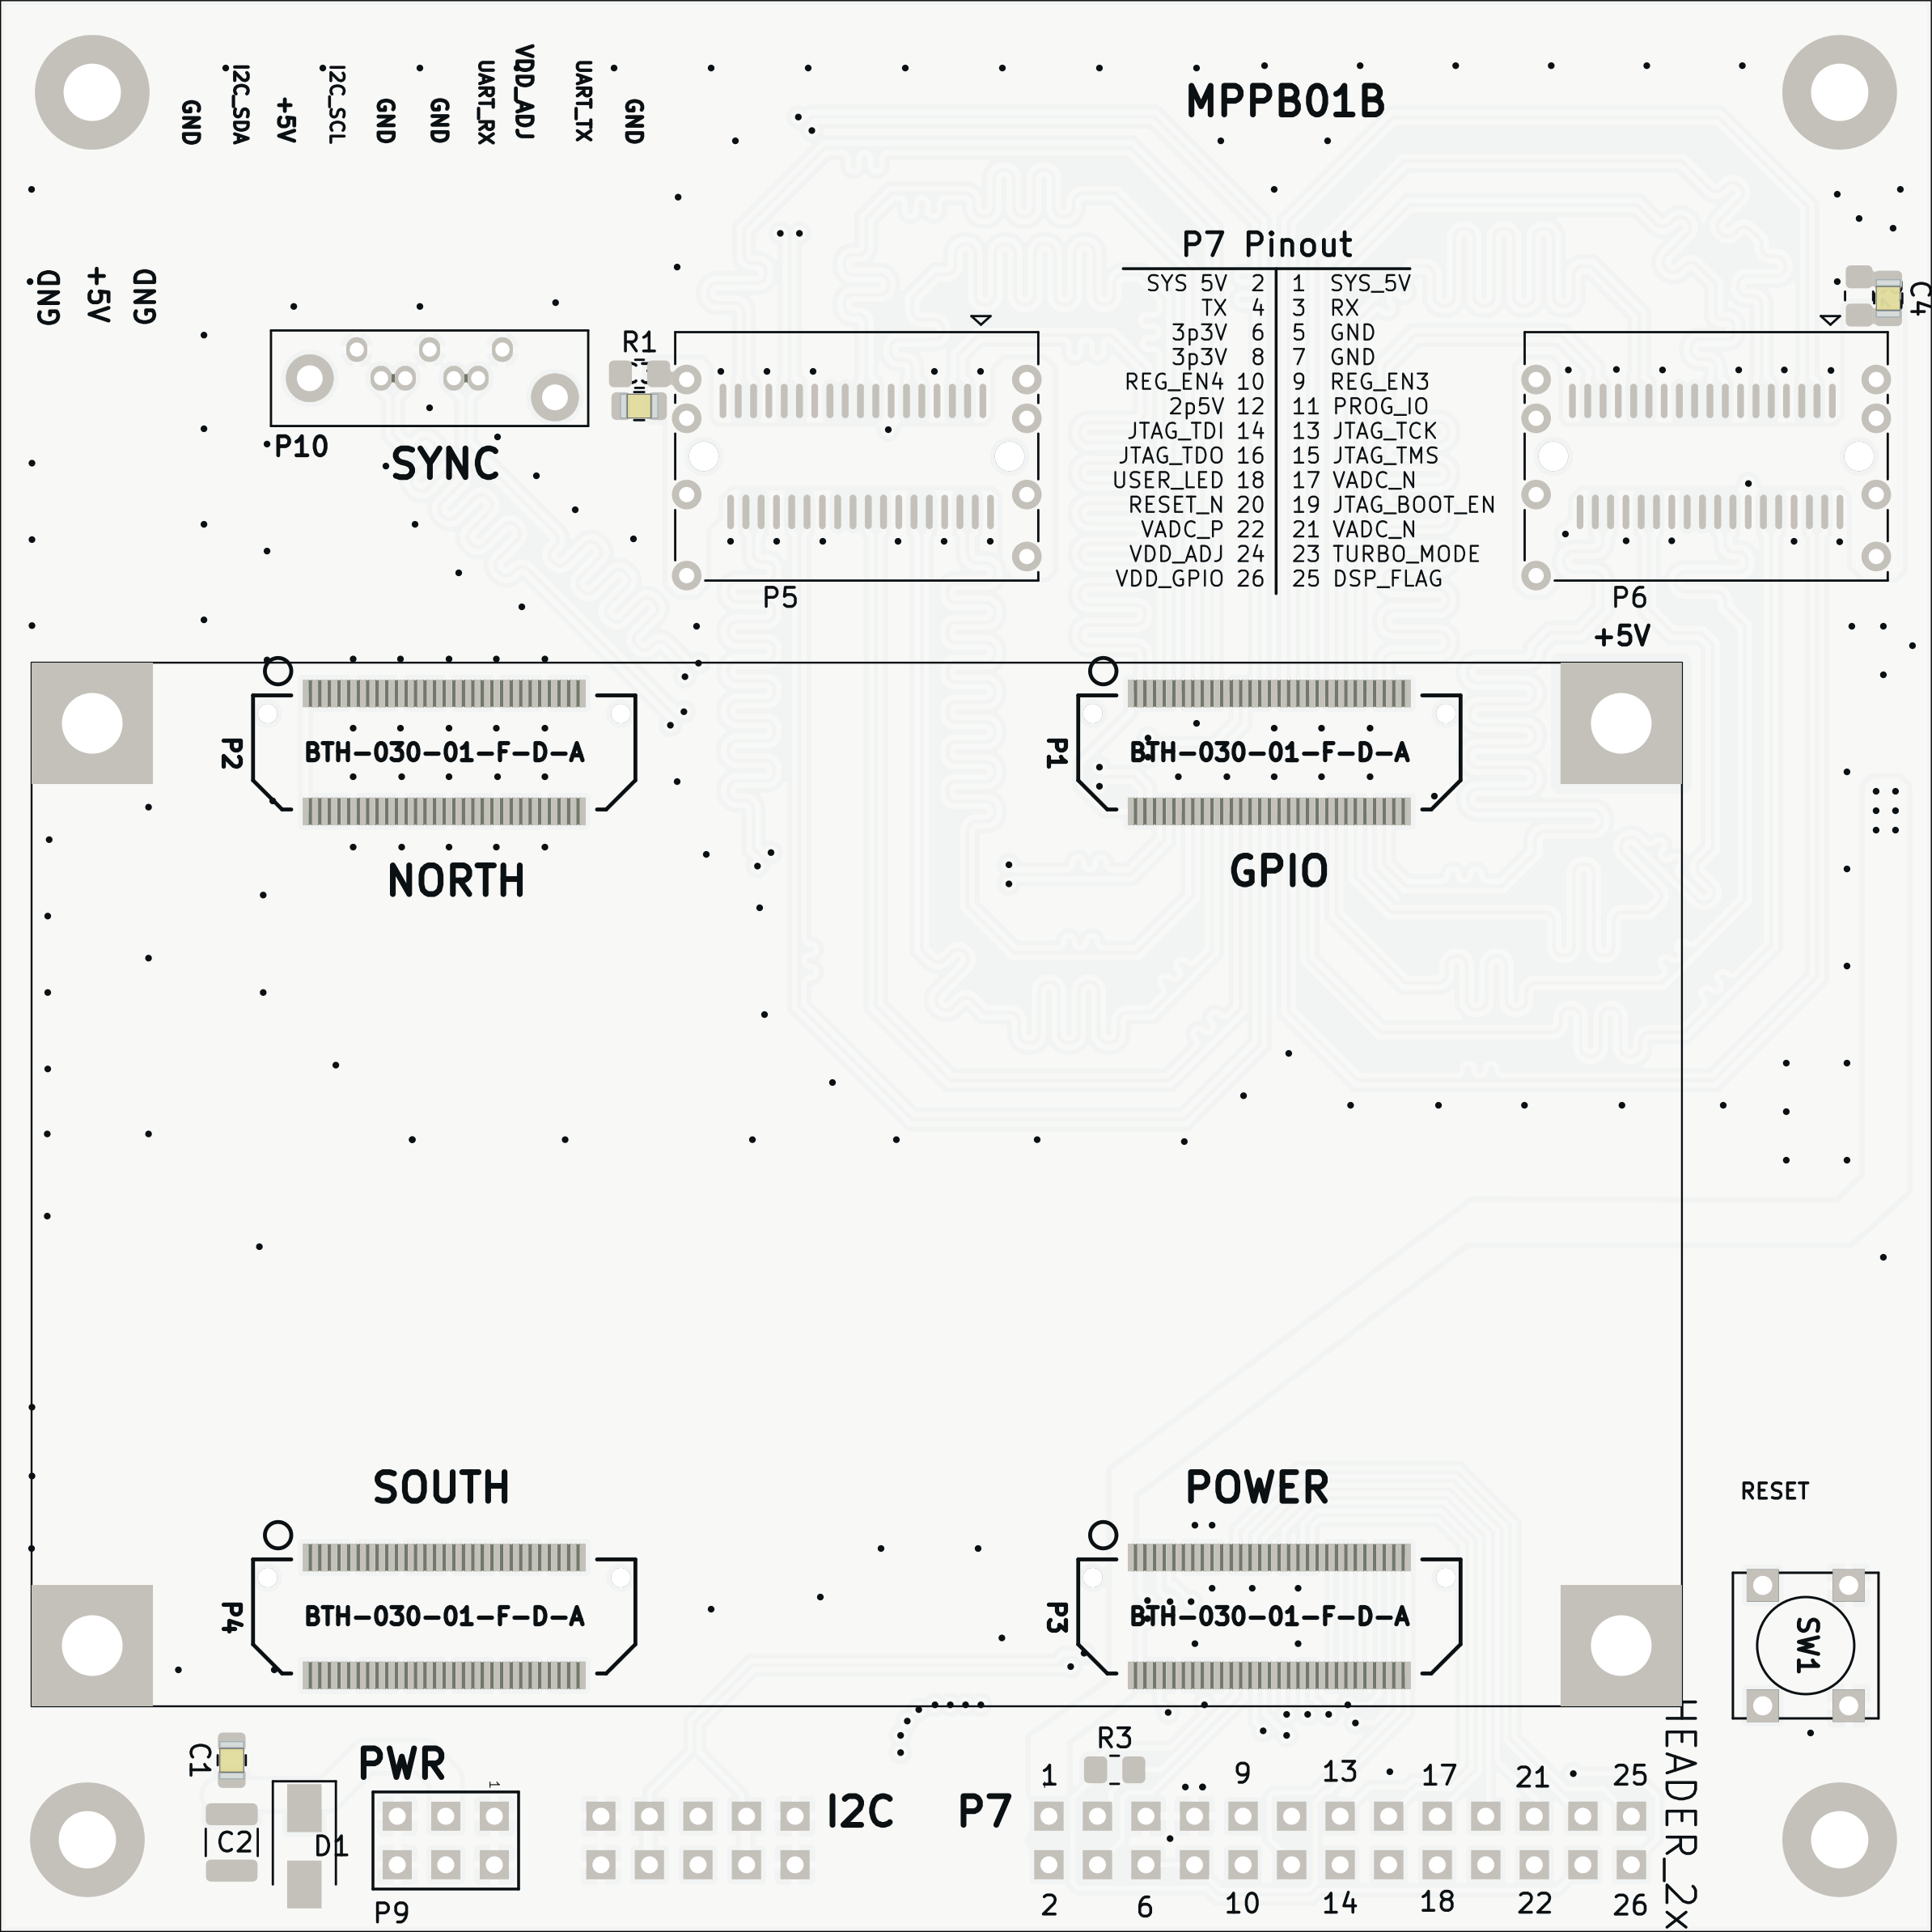 GND
I2C_SDA
+5V
I2C_SCL
GND
GND
UART_RX
VDD_ADJ
UART_TX
GND
MPPB01B
GND
+5V
GND
P7 Pinout
SYS 5V 2 1 SYS_5V
TX 4 3 RX
3p3V 6 5 GND
3p3V 8 7 GND
REG_EN4 10 9 REG_EN3
2p5V 12 11 PROG_IO
JTAG_TDI 14 13 JTAG_TCK
JTAG_TDO 16 15 JTAG_TMS
USER_LED 18 17 VADC_N
RESET_N 20 19 JTAG_BOOT_EN
VADC_P 22 21 VADC_N
VDD_ADJ 24 23 TURBO_MODE
VDD_GPIO 26 25 DSP_FLAG
C4
R1
P10
SYNC
P5
P6
+5V
P2
BTH-030-01-F-D-A
P1
BTH-030-01-F-D-A
NORTH
GPIO
SOUTH
POWER
RESET
P4
BTH-030-01-F-D-A
P3
BTH-030-01-F-D-A
SW1
HEADER_2x
C1
PWR
R3
1 9 13 17 21 25
1
I2C
P7
C2
D1
P9
2 6 10 14 18 22 26